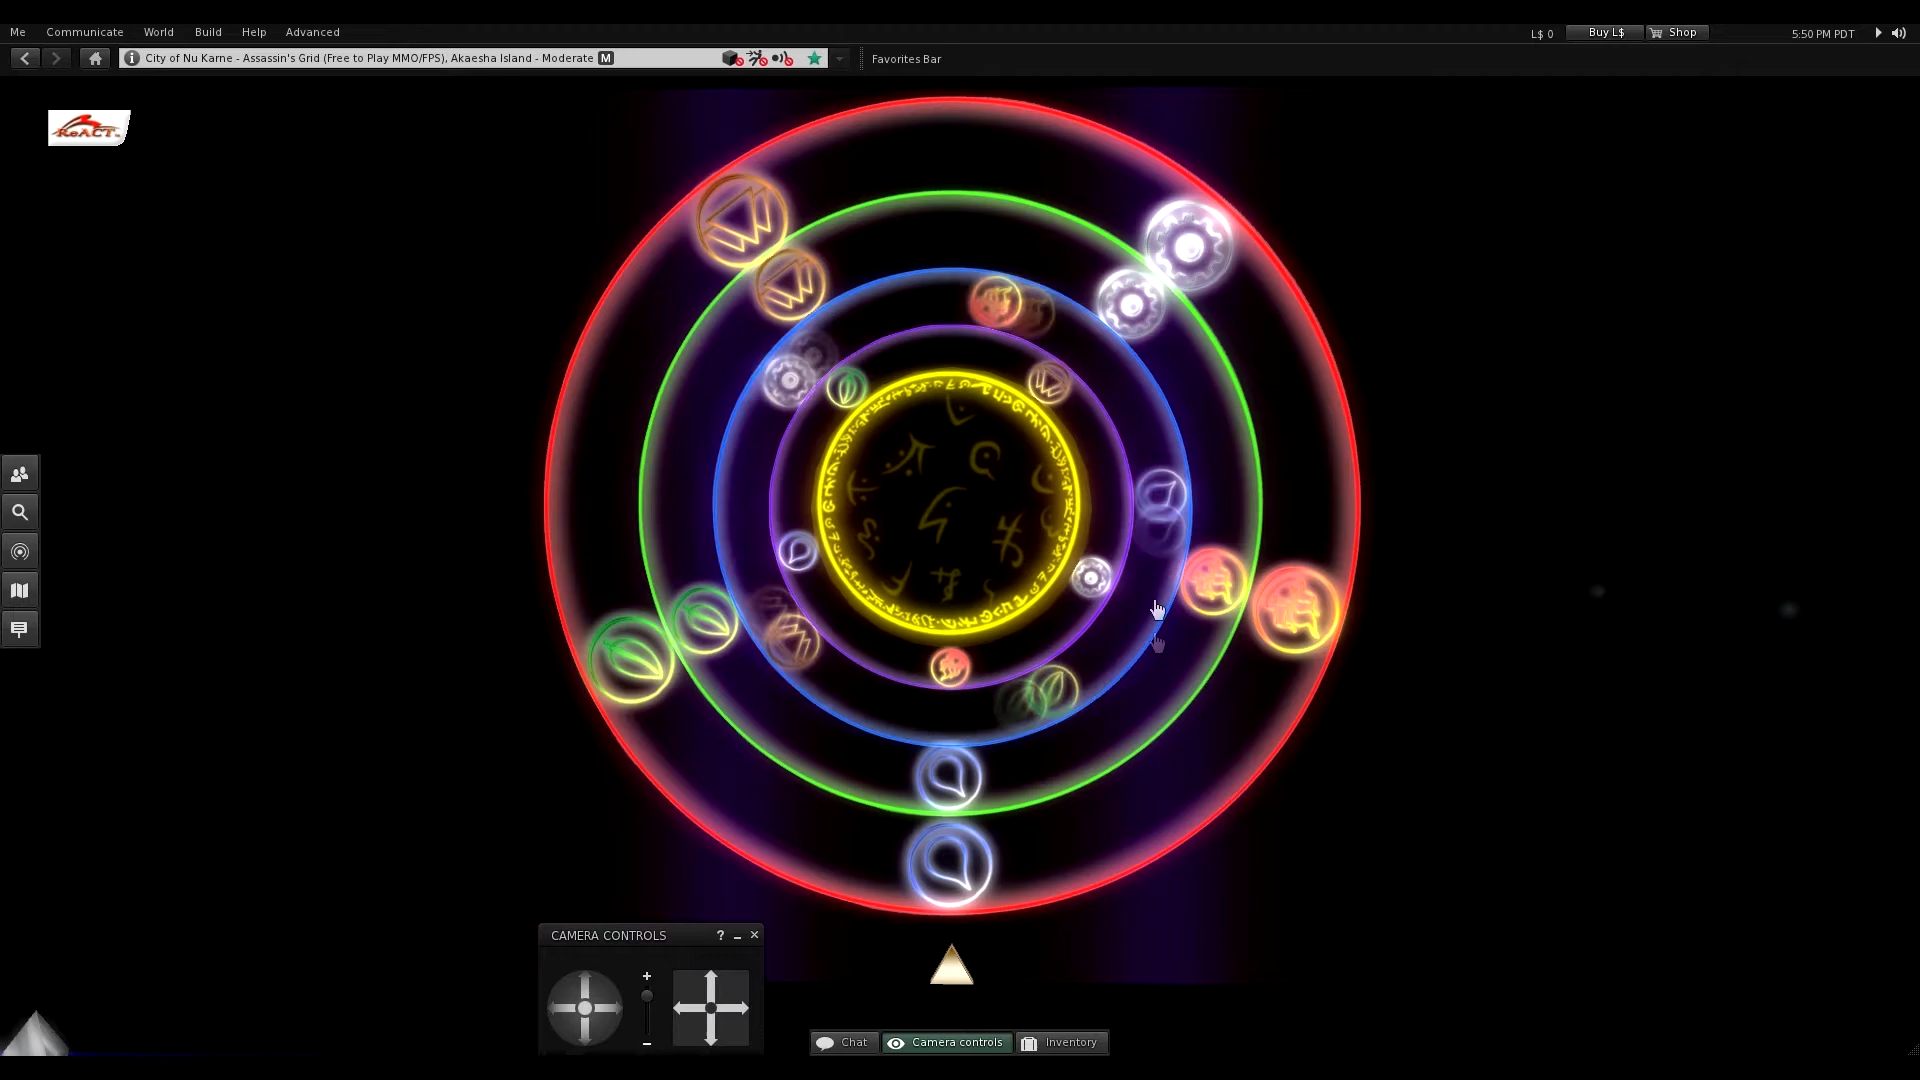 Me Communicate World Build Help Advanced
L$ 0 Buy L$ Shop 5:50 PM PDT
City of Nu Karne - Assassin's Grid (Free to Play MMO/FPS), Akaesha Island - Moderate M
Favorites Bar
ReACT
CAMERA CONTROLS ? – ×
+
–
Chat Camera controls Inventory